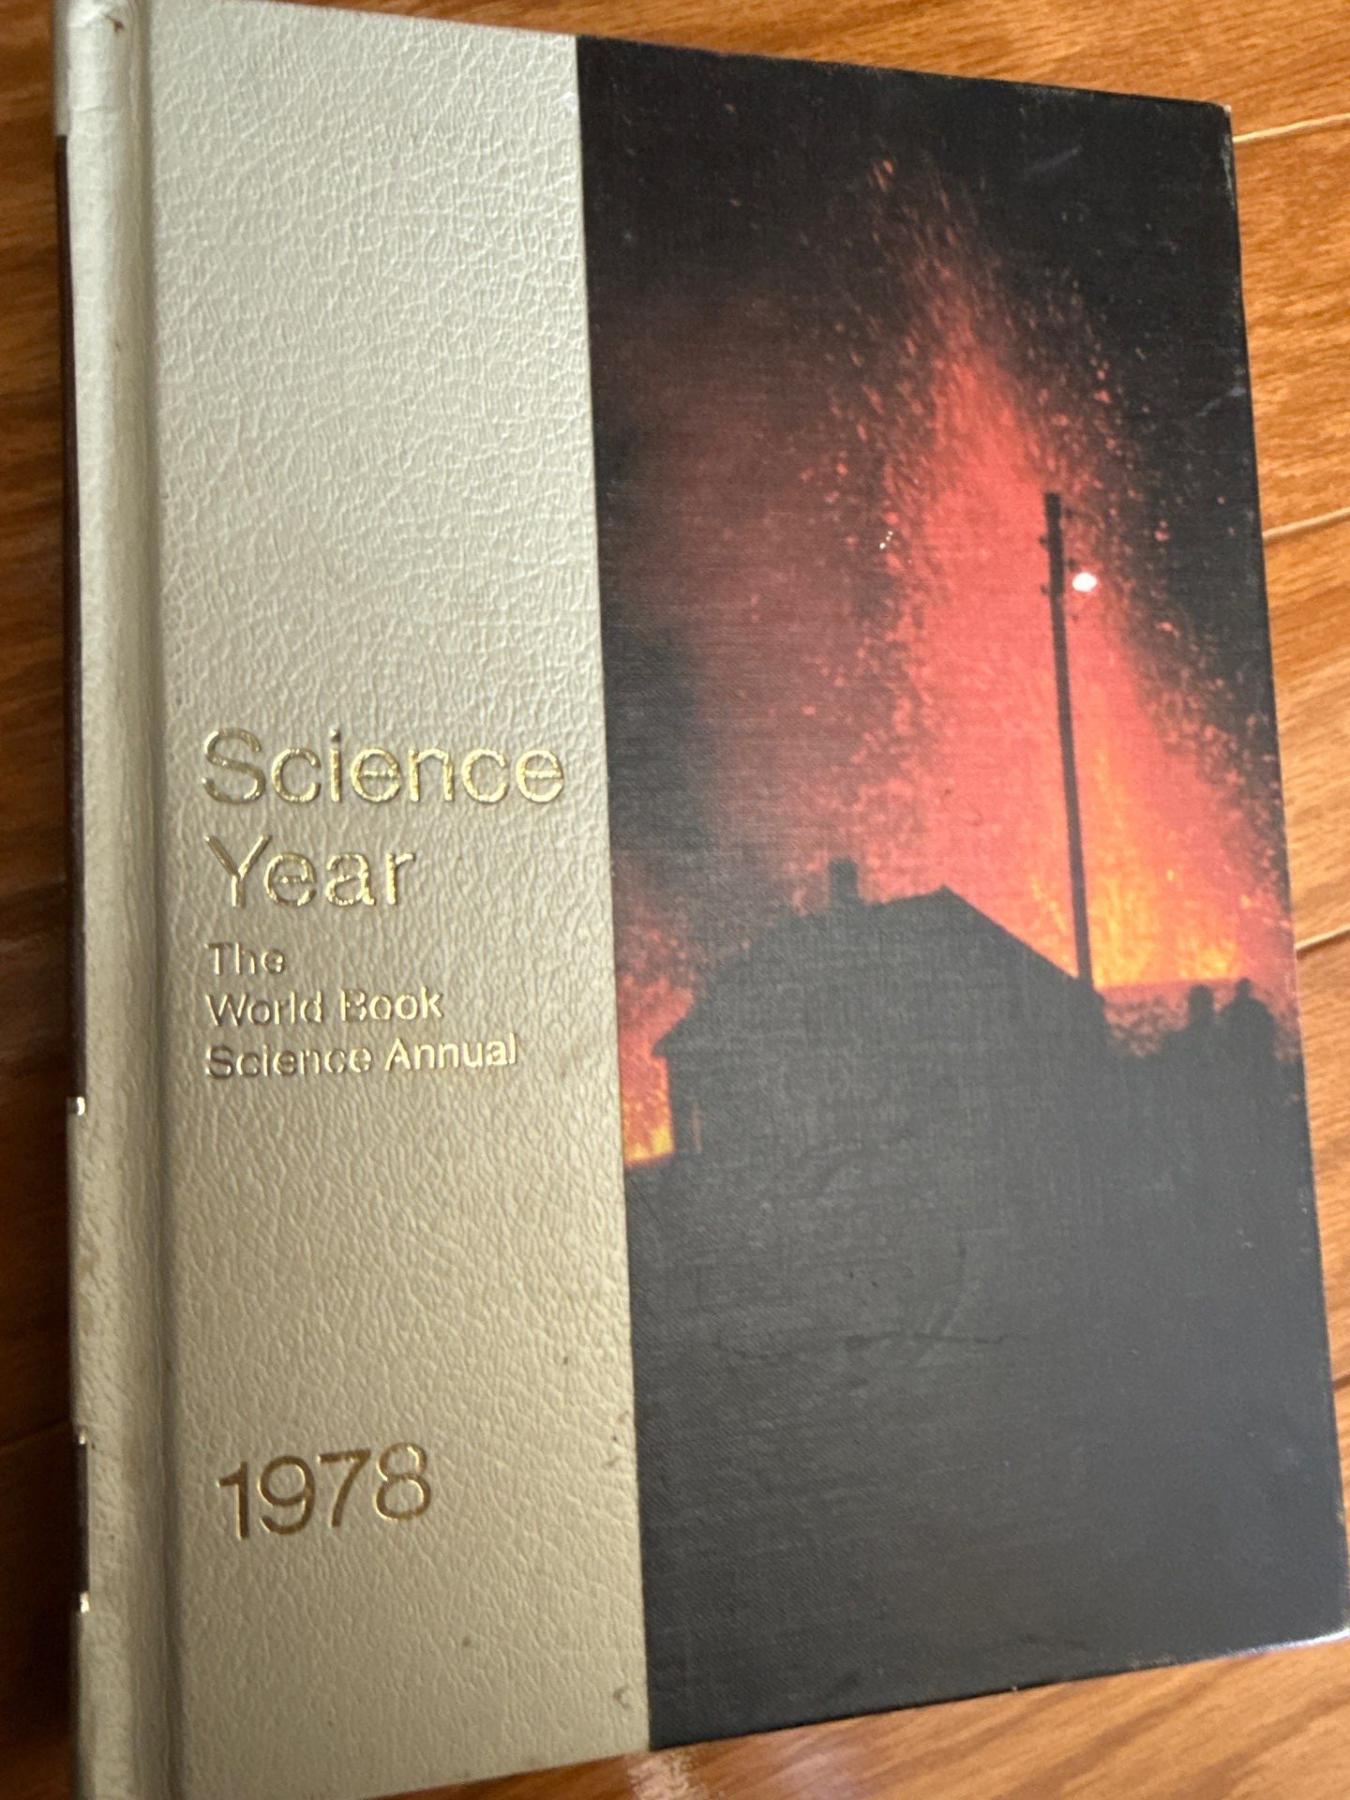 Science
Year
The
World Book
Science Annual
1978